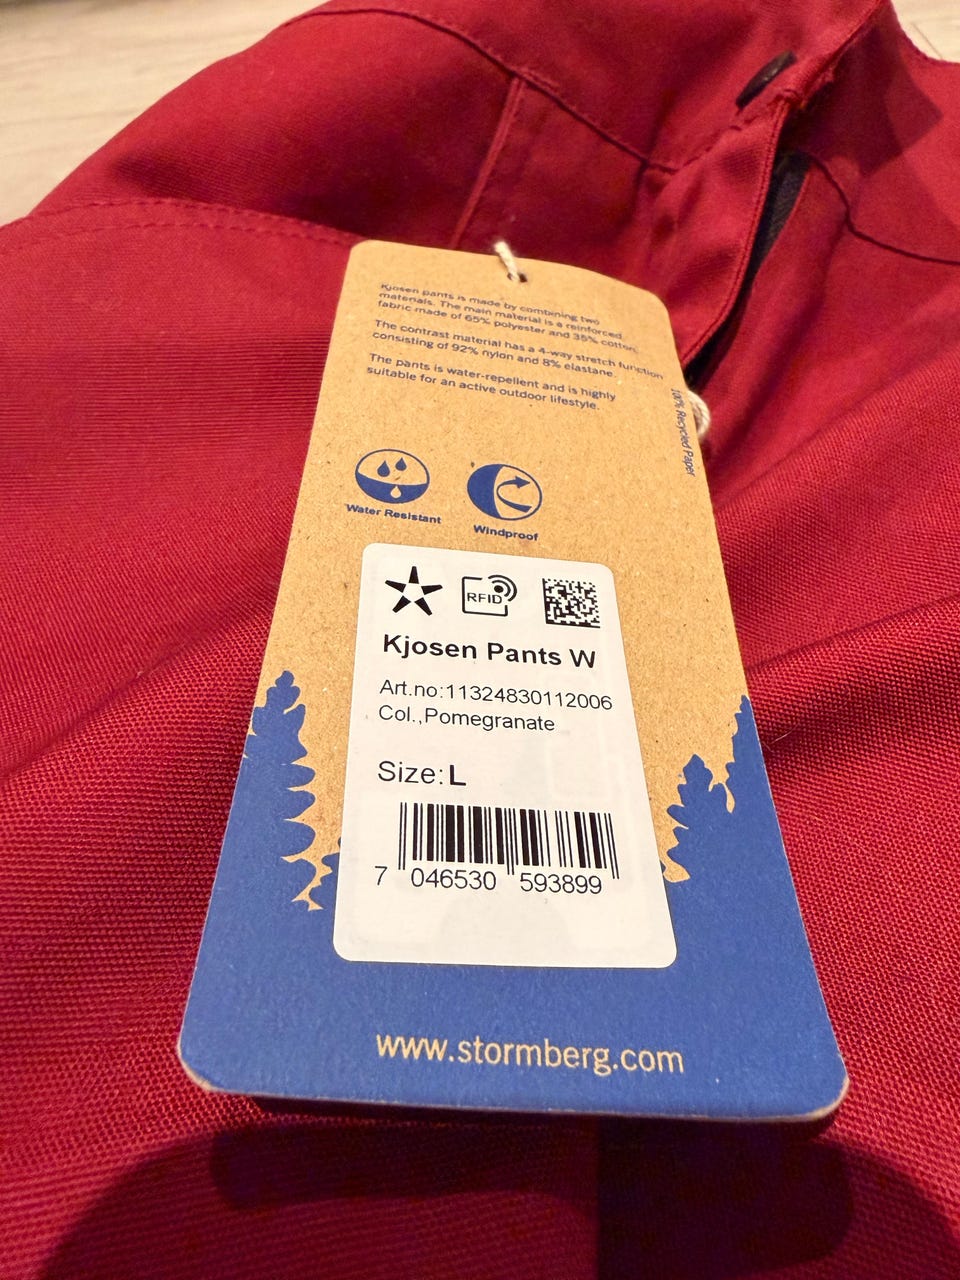 Kjosen pants is made by combining two
materials. The main material is a reinforced
fabric made of 65% polyester and 35% cotton.
The contrast material has a 4-way stretch function
consisting of 92% nylon and 8% elastane.
The pants is water-repellent and is highly
suitable for an active outdoor lifestyle.
100% Recycled Paper
Water Resistant
Windproof
RFID
Kjosen Pants W
Art.no:11324830112006
Col.,Pomegranate
Size:L
7 046530 593899
www.stormberg.com